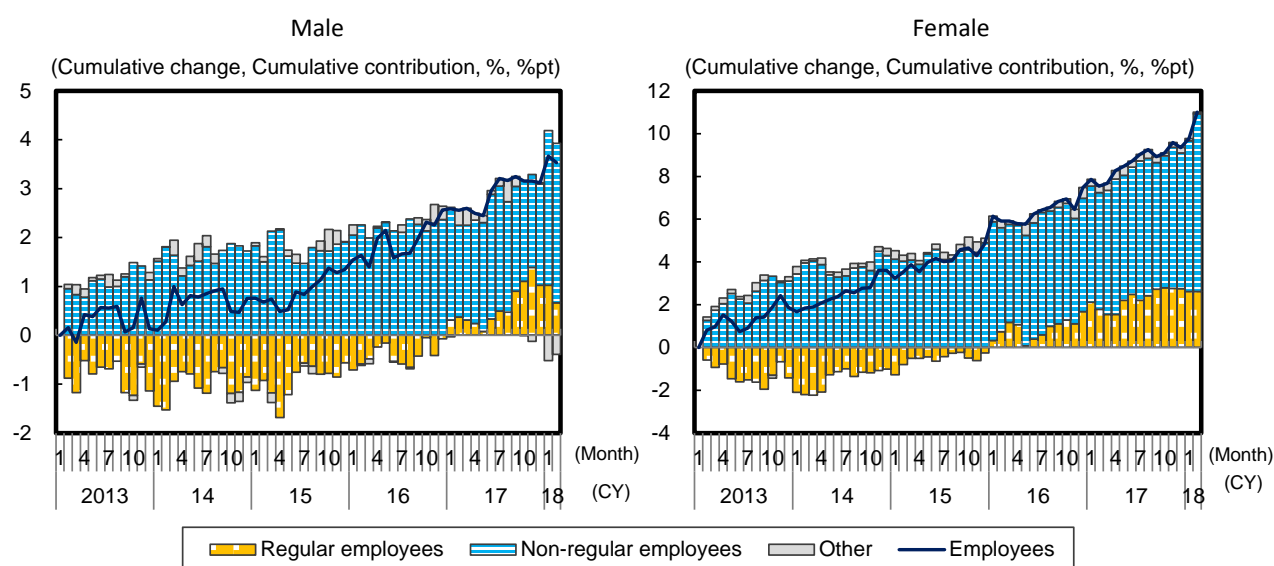 Male
(Cumulative change, Cumulative contribution, %, %pt)
5
4
3
2
1
0
-1
-2
1 4 7 10 1 4 7 10 1 4 7 10 1 4 7 10 1 4 7 10 1
(Month)
2013 14 15 16 17 18
(CY)
Female
(Cumulative change, Cumulative contribution, %, %pt)
12
10
8
6
4
2
0
-2
-4
1 4 7 10 1 4 7 10 1 4 7 10 1 4 7 10 1 4 7 10 1
(Month)
2013 14 15 16 17 18
(CY)
Regular employees Non-regular employees Other Employees